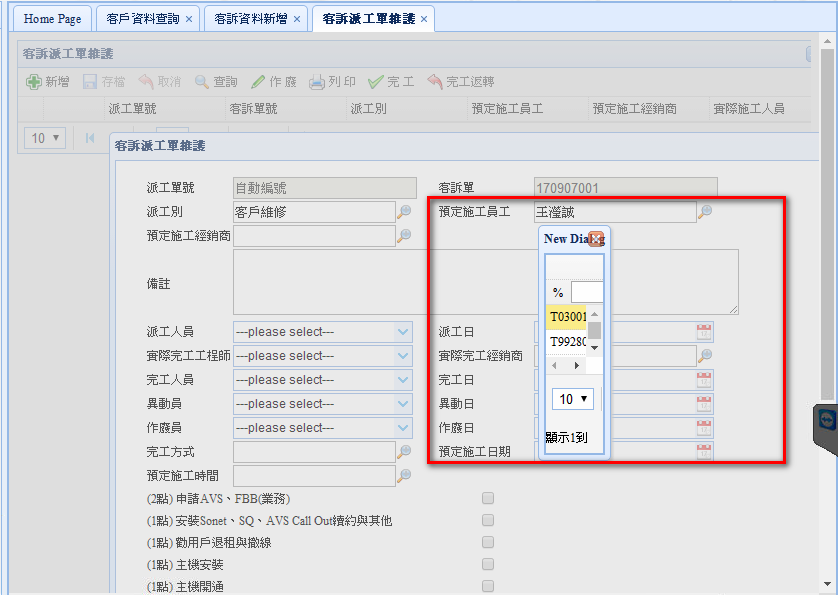 Home Page 客戶資料查詢 × 客訴資料新增 × 客訴派工單維護 ×
客訴派工單維護
新增 存檔 取消 查詢 作廢 列印 完工 完工返轉
派工單號 客訴單號 派工別 預定施工員工 預定施工經銷商 實際施工人員
10
客訴派工單維護
派工單號 自動編號 客訴單 170907001
派工別 客戶維修 預定施工員工 王瀅誠
預定施工經銷商
New Dialog
備註
%
T03001
派工人員 ---please select--- 派工日
T9928
實際完工工程師 ---please select--- 實際完工經銷商
完工人員 ---please select--- 完工日
異動員 ---please select--- 異動日
10
作廢員 ---please select--- 作廢日
顯示1到
完工方式 預定施工日期
預定施工時間
(2點) 申請AVS、FBB(業務)
(1點) 安裝Sonet、SQ、AVS Call Out續約與其他
(1點) 勸用戶退租與撤線
(1點) 主機安裝
(1點) 主機開通